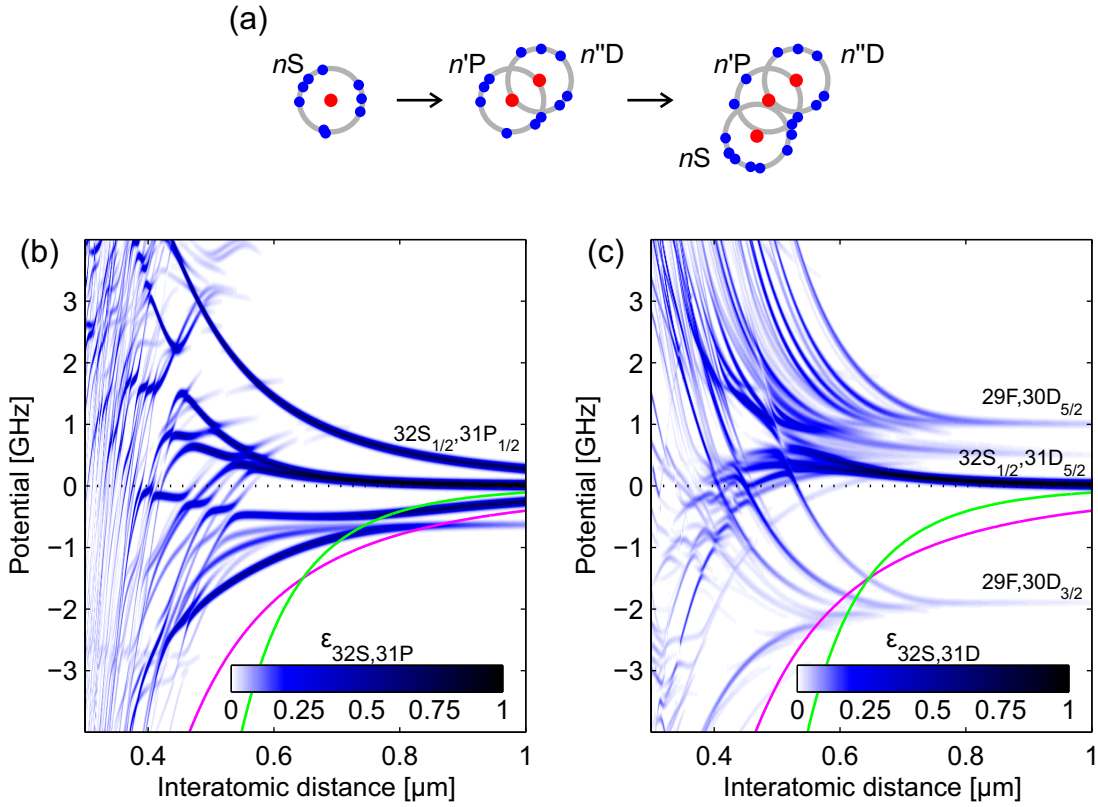 (a)
nS
n'P
n"D
n'P
n"D
nS
(b)
Potential [GHz]
3
2
1
0
−1
−2
−3
32S1/2,31P1/2
ε32S,31P
0 0.25 0.5 0.75 1
0.4 0.6 0.8 1
Interatomic distance [μm]
(c)
Potential [GHz]
3
2
1
0
−1
−2
−3
29F,30D5/2
32S1/2,31D5/2
29F,30D3/2
ε32S,31D
0 0.25 0.5 0.75 1
0.4 0.6 0.8 1
Interatomic distance [μm]